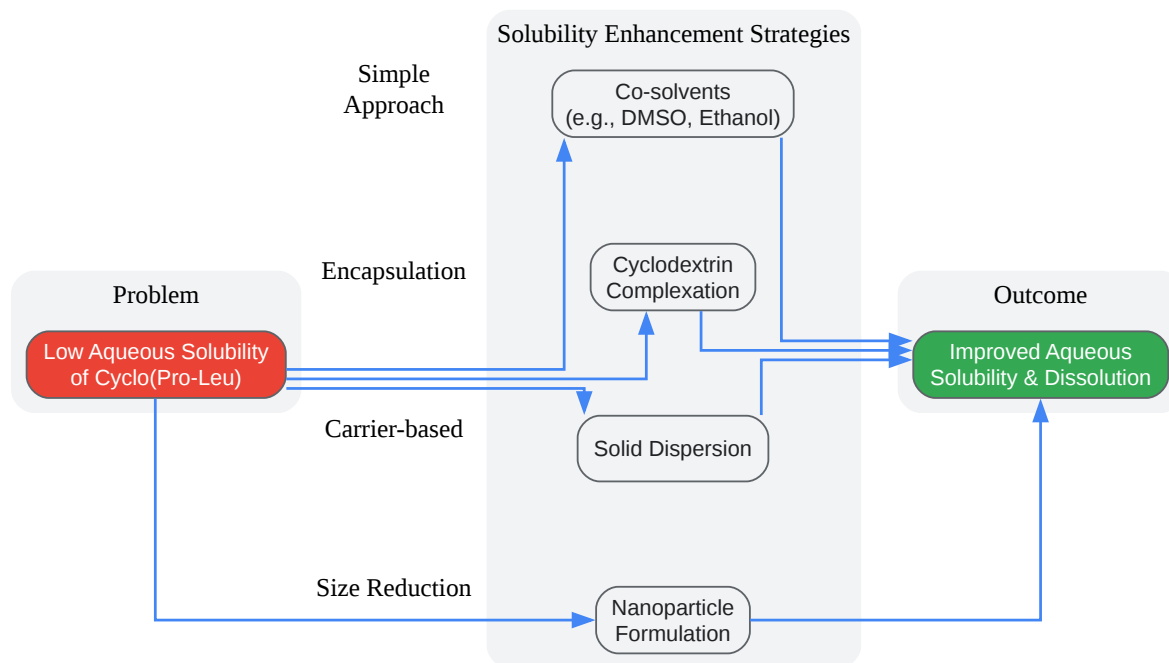 Solubility Enhancement Strategies
Simple
Approach
Co-solvents
(e.g., DMSO, Ethanol)
Encapsulation
Cyclodextrin
Complexation
Problem
Low Aqueous Solubility
of Cyclo(Pro-Leu)
Outcome
Improved Aqueous
Solubility & Dissolution
Carrier-based
Solid Dispersion
Size Reduction
Nanoparticle
Formulation